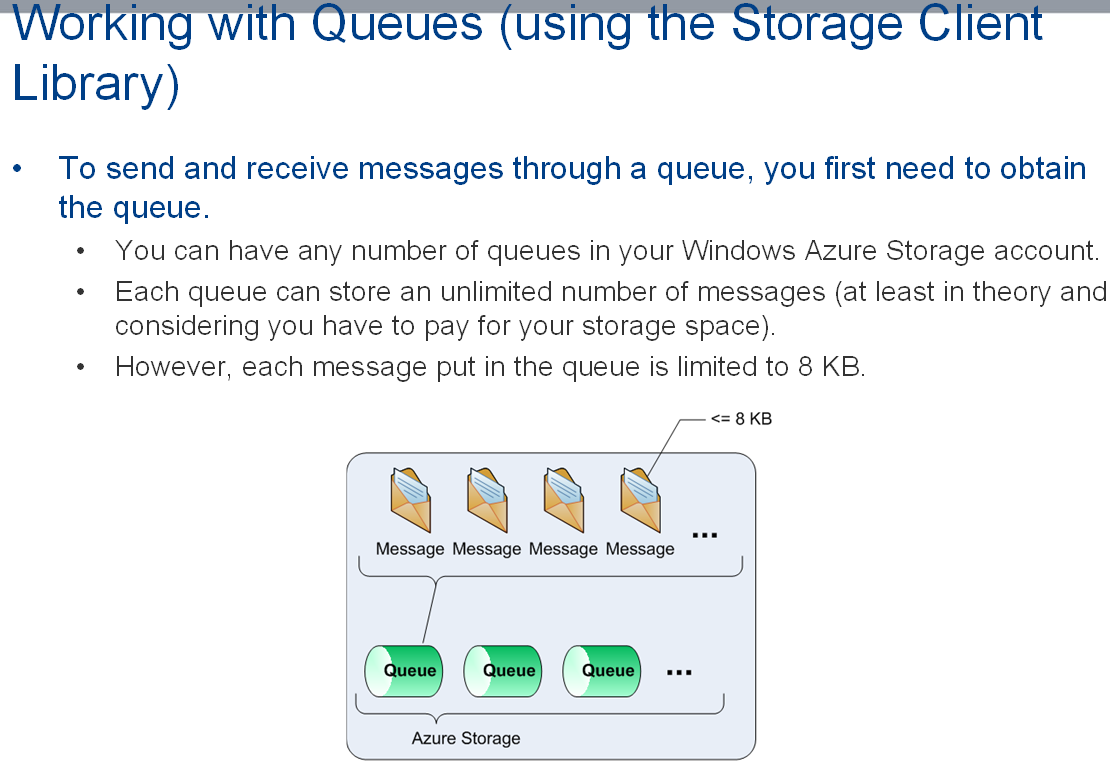 Working with Queues (using the Storage Client
Library)
• To send and receive messages through a queue, you first need to obtain
the queue.
• You can have any number of queues in your Windows Azure Storage account.
• Each queue can store an unlimited number of messages (at least in theory and
considering you have to pay for your storage space).
• However, each message put in the queue is limited to 8 KB.
<= 8 KB
Message Message Message Message ...
Queue Queue Queue ...
Azure Storage